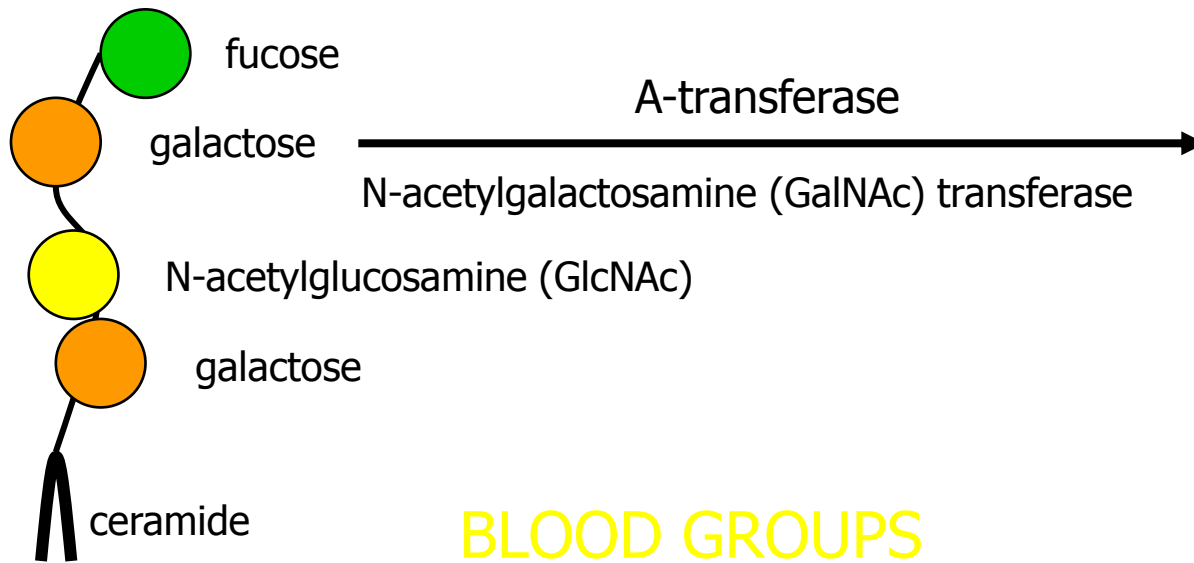 fucose
A-transferase
galactose
N-acetylgalactosamine (GalNAc) transferase
N-acetylglucosamine (GlcNAc)
galactose
ceramide
BLOOD GROUPS